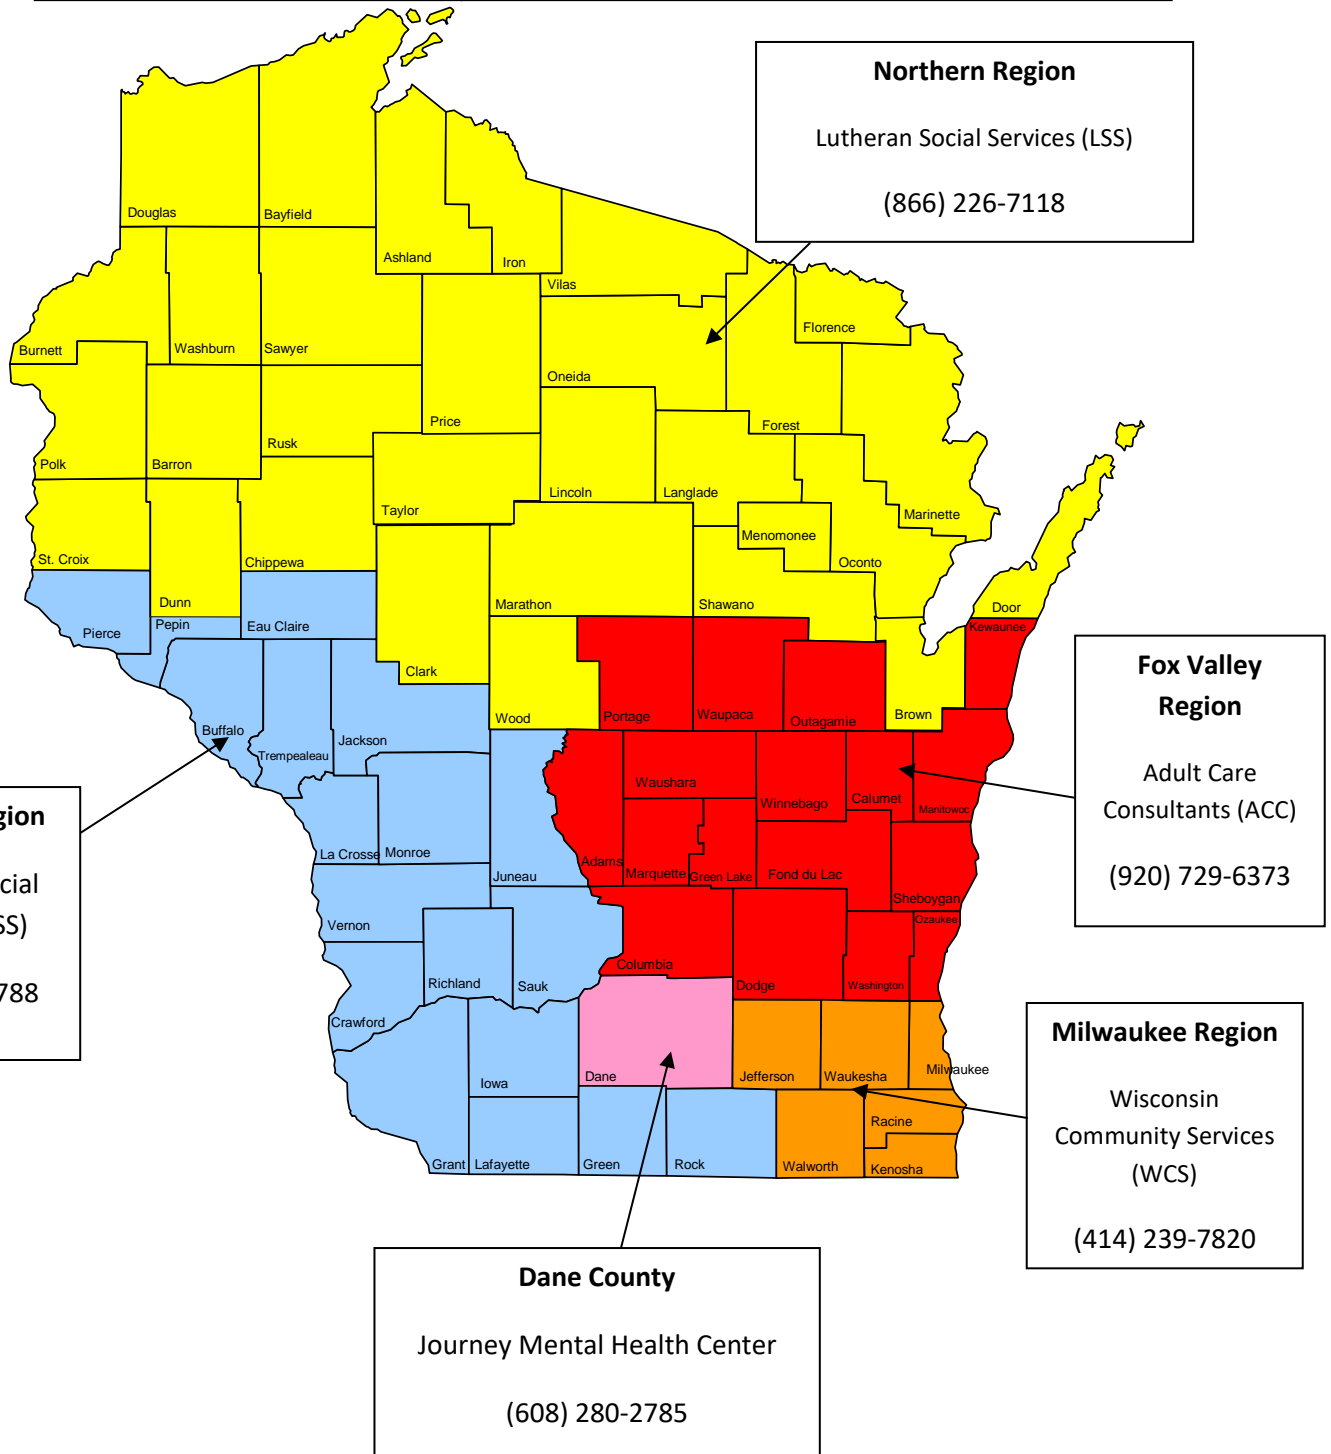 Northern Region
Lutheran Social Services (LSS)
(866) 226-7118
Douglas
Bayfield
Ashland
Iron
Vilas
Florence
Burnett
Washburn
Sawyer
Oneida
Price
Forest
Rusk
Polk
Barron
Lincoln
Langlade
Taylor
Marinette
Menomonee
St. Croix
Chippewa
Oconto
Dunn
Marathon
Shawano
Door
Pierce
Pepin
Eau Claire
Kewaunee
Clark
Wood
Portage
Waupaca
Outagamie
Brown
Buffalo
Trempealeau
Jackson
Waushara
Winnebago
Calumet
Manitowoc
La Crosse
Monroe
Juneau
Adams
Marquette
Green Lake
Fond du Lac
Sheboygan
Vernon
Ozaukee
Richland
Sauk
Columbia
Dodge
Washington
Crawford
Iowa
Dane
Jefferson
Waukesha
Milwaukee
Racine
Grant
Lafayette
Green
Rock
Walworth
Kenosha
Fox Valley
Region
Adult Care
Consultants (ACC)
(920) 729-6373
gion
cial
SS)
788
Milwaukee Region
Wisconsin
Community Services
(WCS)
(414) 239-7820
Dane County
Journey Mental Health Center
(608) 280-2785